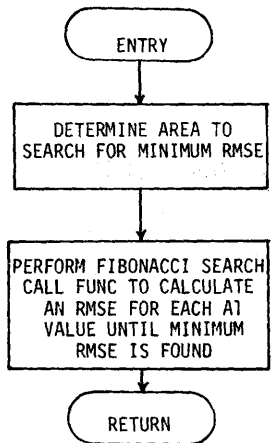 ENTRY
DETERMINE AREA TO
SEARCH FOR MINIMUM RMSE
PERFORM FIBONACCI SEARCH
CALL FUNC TO CALCULATE
AN RMSE FOR EACH A1
VALUE UNTIL MINIMUM
RMSE IS FOUND
RETURN